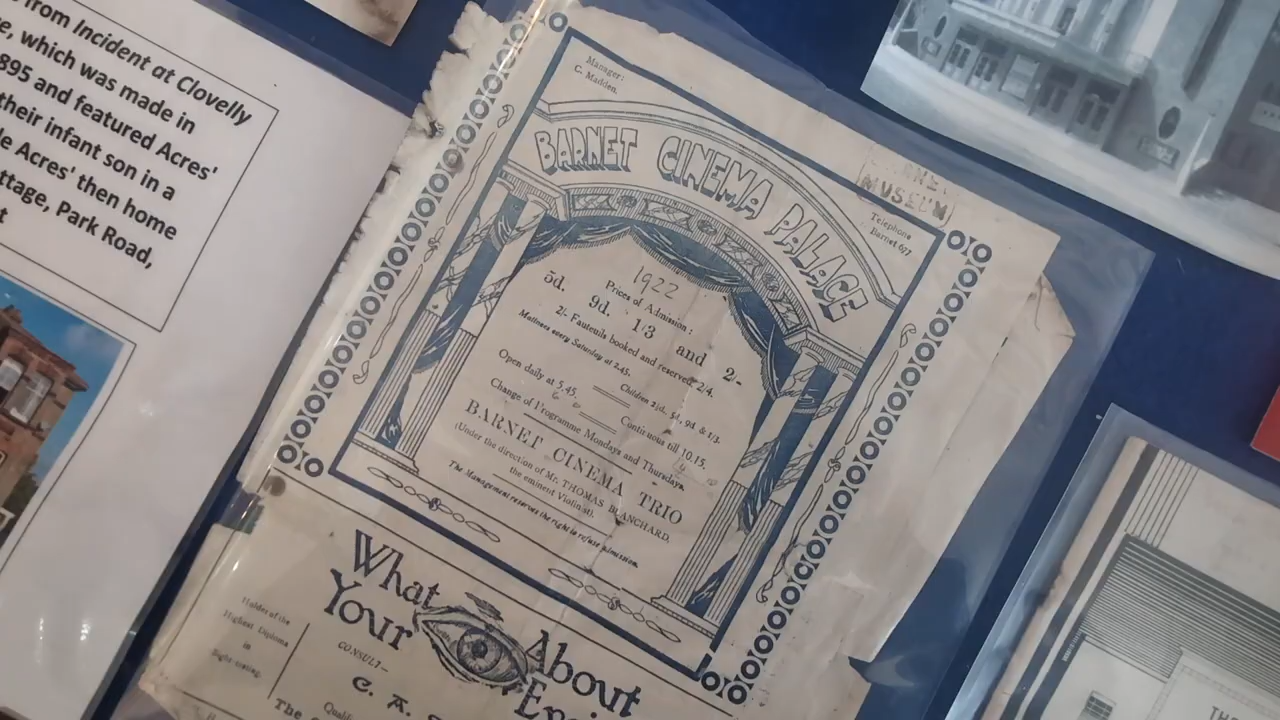 from Incident at Clovelly
which was made in
895 and featured Acres'
their infant son in a
Acres' then home
Park Road,
Manager:
C. Madden.
BARNET CINEMA PALACE
MUSEUM
Telephone
Barnet 677
1922
Prices of Admission:
5d. 9d. 1/3 and 2/-
2/- Fauteuils booked and reserved, 2/4.
Matinees every Saturday at 2.45. Children 2½d., 5d., 9d. & 1/3.
Open daily at 5.45. Continuous till 10.15.
Change of Programme Mondays and Thursdays.
BARNET CINEMA TRIO
(Under the direction of Mr. THOMAS BLANCHARD,
the eminent Violinist).
The Management reserves the right to refuse admission.
What About
Your
Holder of the
Highest Diploma
in
Sight-testing.
CONSULT—
C. A.
The